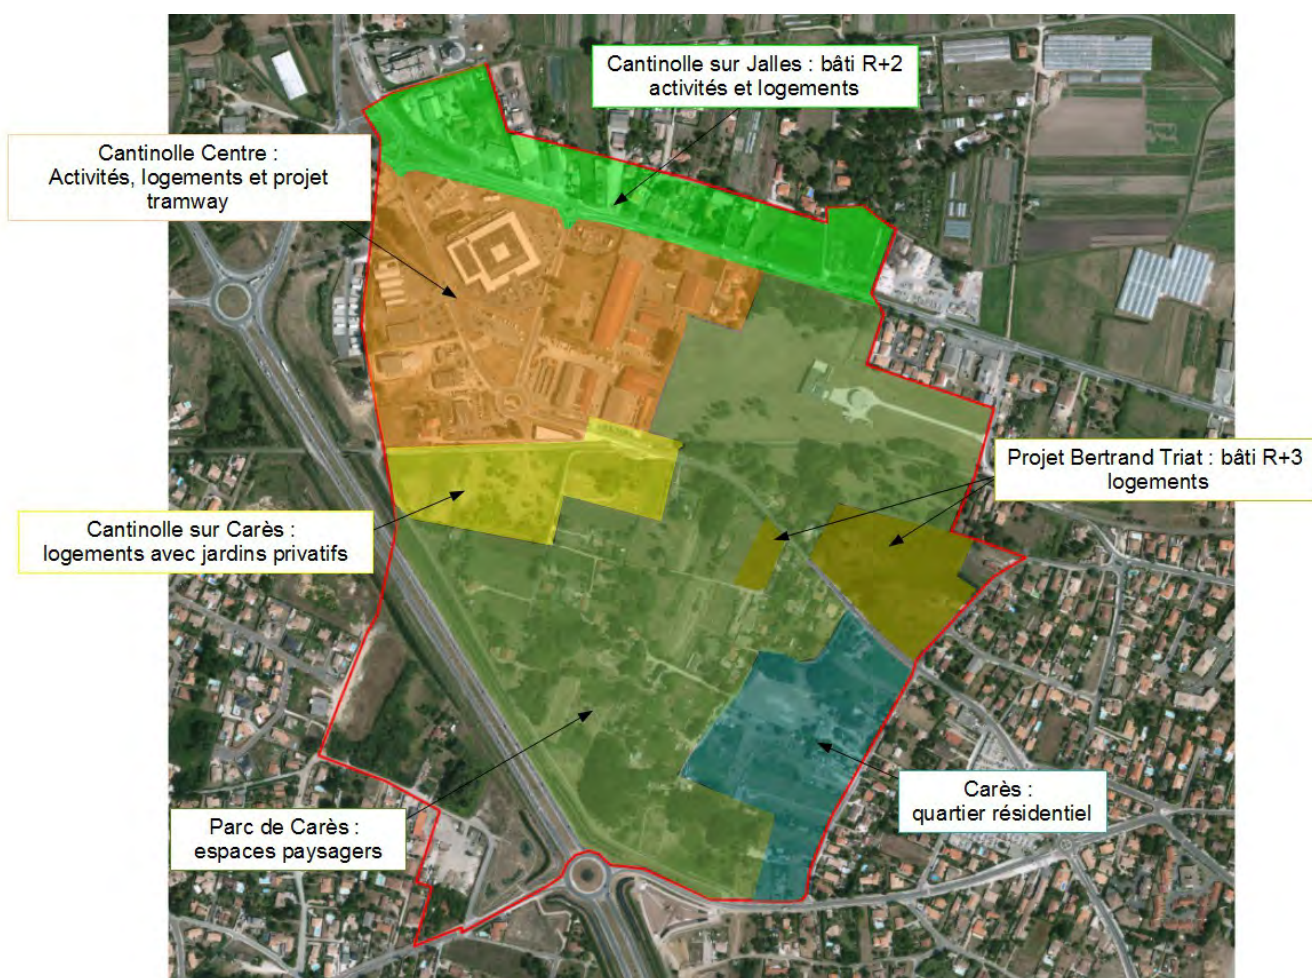 Cantinolle sur Jalles : bâti R+2
activités et logements
Cantinolle Centre :
Activités, logements et projet
tramway
Projet Bertrand Triat : bâti R+3
logements
Cantinolle sur Carès :
logements avec jardins privatifs
Carès :
quartier résidentiel
Parc de Carès :
espaces paysagers